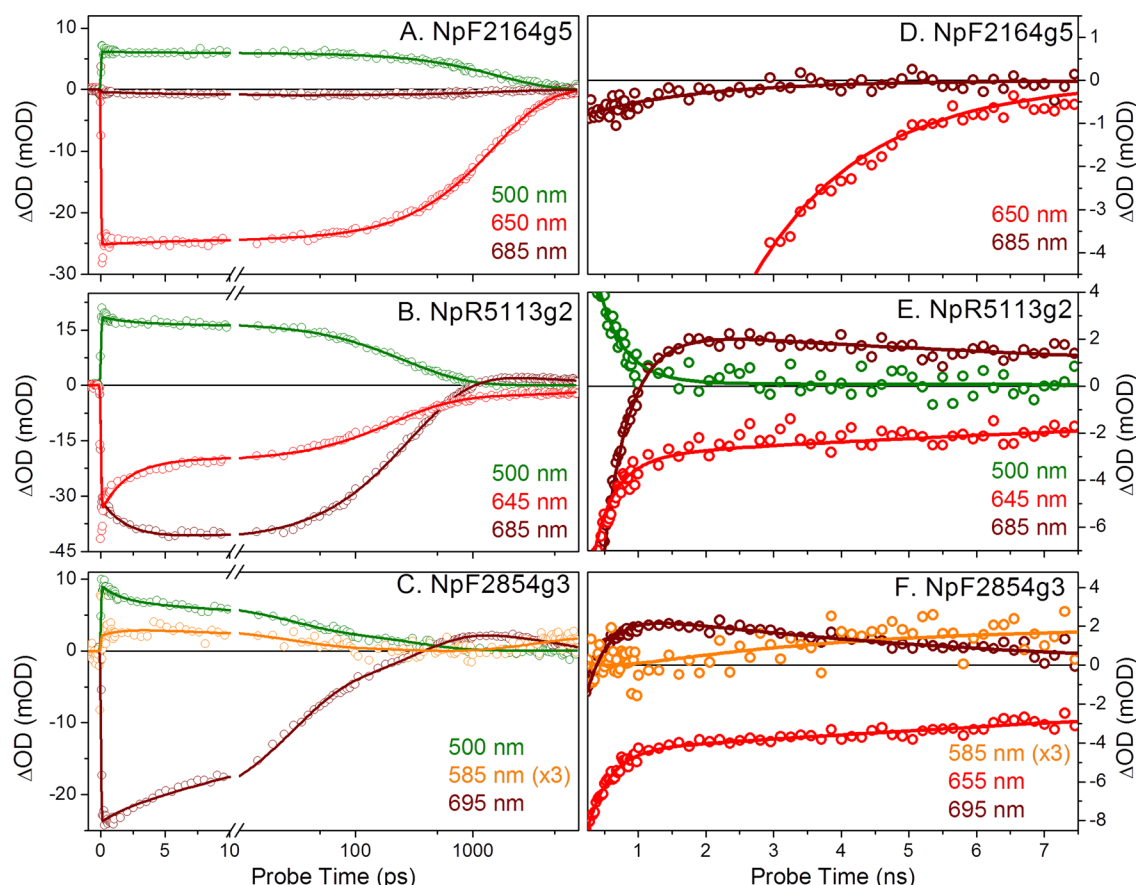 A. NpF2164g5
ΔOD (mOD)
10
0
-10
-20
-30
500 nm
650 nm
685 nm
D. NpF2164g5
1
0
-1
-2
-3
-4
ΔOD (mOD)
650 nm
685 nm
B. NpR5113g2
ΔOD (mOD)
15
0
-15
-30
-45
500 nm
645 nm
685 nm
E. NpR5113g2
4
2
0
-2
-4
-6
ΔOD (mOD)
500 nm
645 nm
685 nm
C. NpF2854g3
ΔOD (mOD)
10
0
-10
-20
500 nm
585 nm (x3)
695 nm
0 5 10 100 1000
Probe Time (ps)
F. NpF2854g3
4
2
0
-2
-4
-6
-8
ΔOD (mOD)
585 nm (x3)
655 nm
695 nm
1 2 3 4 5 6 7
Probe Time (ns)